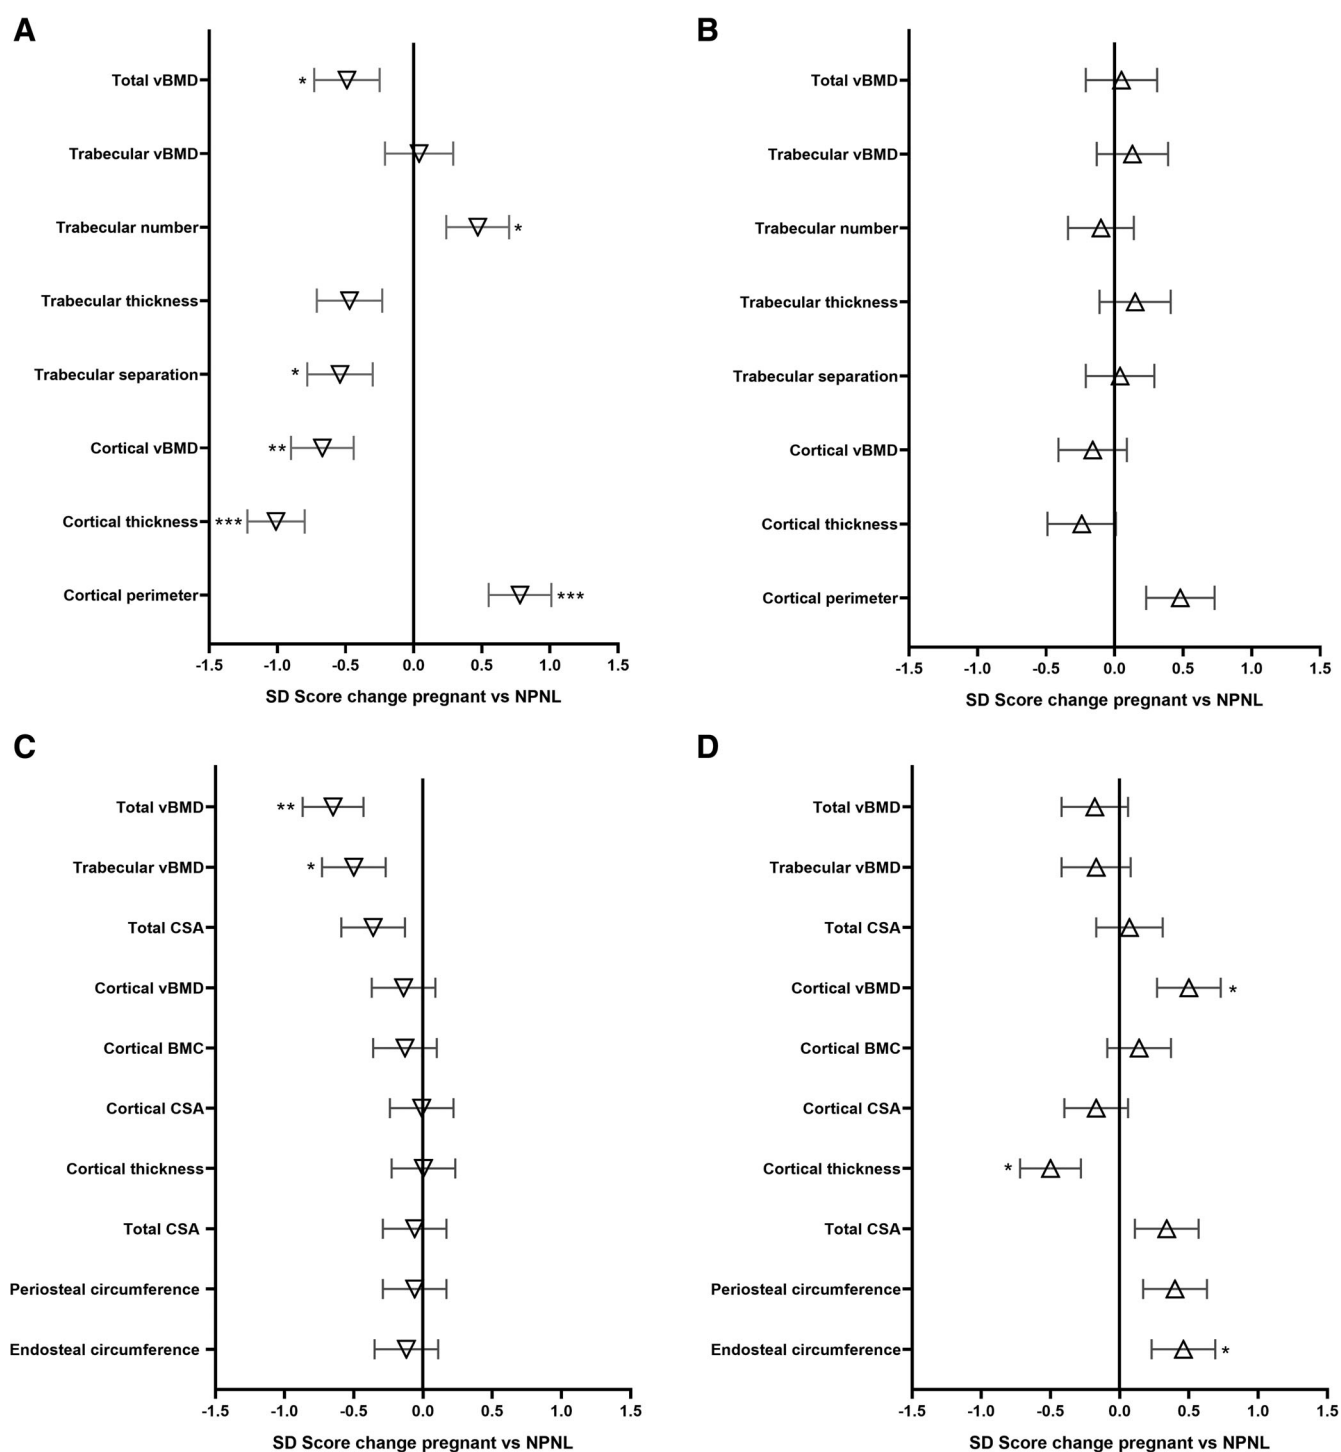 A
Total vBMD
*
Trabecular vBMD
Trabecular number
*
Trabecular thickness
Trabecular separation
*
Cortical vBMD
**
Cortical thickness
***
Cortical perimeter
***
-1.5 -1.0 -0.5 0.0 0.5 1.0 1.5
SD Score change pregnant vs NPNL
B
Total vBMD
Trabecular vBMD
Trabecular number
Trabecular thickness
Trabecular separation
Cortical vBMD
Cortical thickness
Cortical perimeter
-1.5 -1.0 -0.5 0.0 0.5 1.0 1.5
SD Score change pregnant vs NPNL
C
Total vBMD
**
Trabecular vBMD
*
Total CSA
Cortical vBMD
Cortical BMC
Cortical CSA
Cortical thickness
Total CSA
Periosteal circumference
Endosteal circumference
-1.5 -1.0 -0.5 0.0 0.5 1.0 1.5
SD Score change pregnant vs NPNL
D
Total vBMD
Trabecular vBMD
Total CSA
Cortical vBMD
*
Cortical BMC
Cortical CSA
Cortical thickness
*
Total CSA
Periosteal circumference
Endosteal circumference
*
-1.5 -1.0 -0.5 0.0 0.5 1.0 1.5
SD Score change pregnant vs NPNL